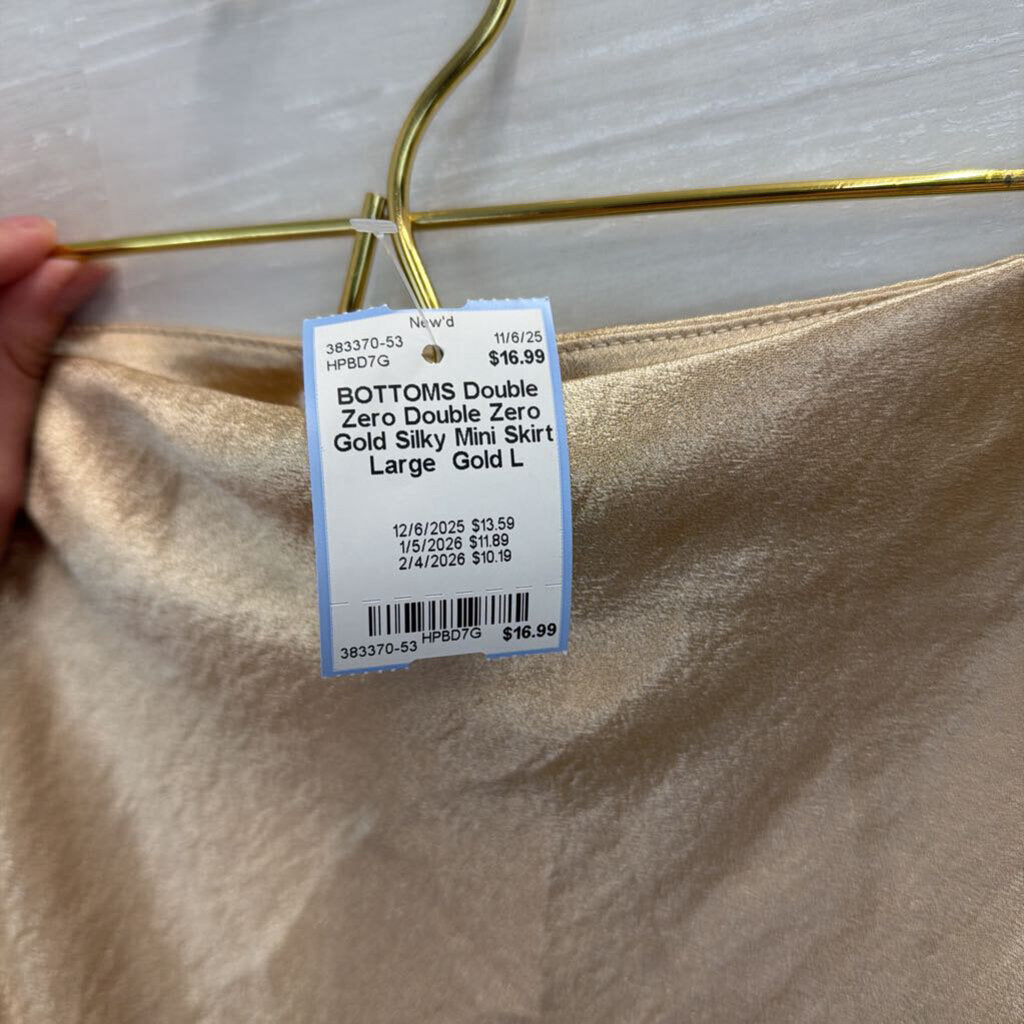 New'd
383370-53 11/6/25
HPBD7G $16.99
BOTTOMS Double
Zero Double Zero
Gold Silky Mini Skirt
Large Gold L
12/6/2025 $13.59
1/5/2026 $11.89
2/4/2026 $10.19
383370-53 HPBD7G $16.99